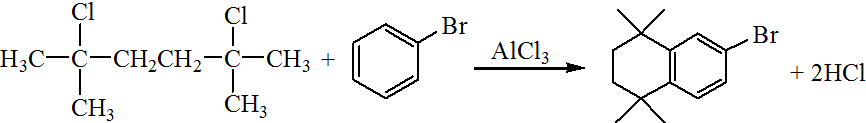 Cl Cl
H₃C CH₂CH₂ CH₃ + Br AlCl₃ Br + 2HCl
CH₃ CH₃